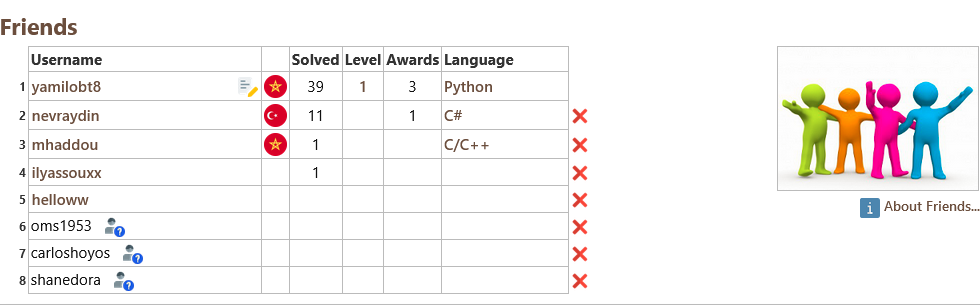 Friends
Username Solved Level Awards Language
1 yamilobt8 39 1 3 Python
2 nevraydin 11 1 C#
3 mhaddou 1 C/C++
4 ilyassouxx 1
5 helloww
6 oms1953 ?
7 carloshoyos ?
8 shanedora ?
i About Friends...